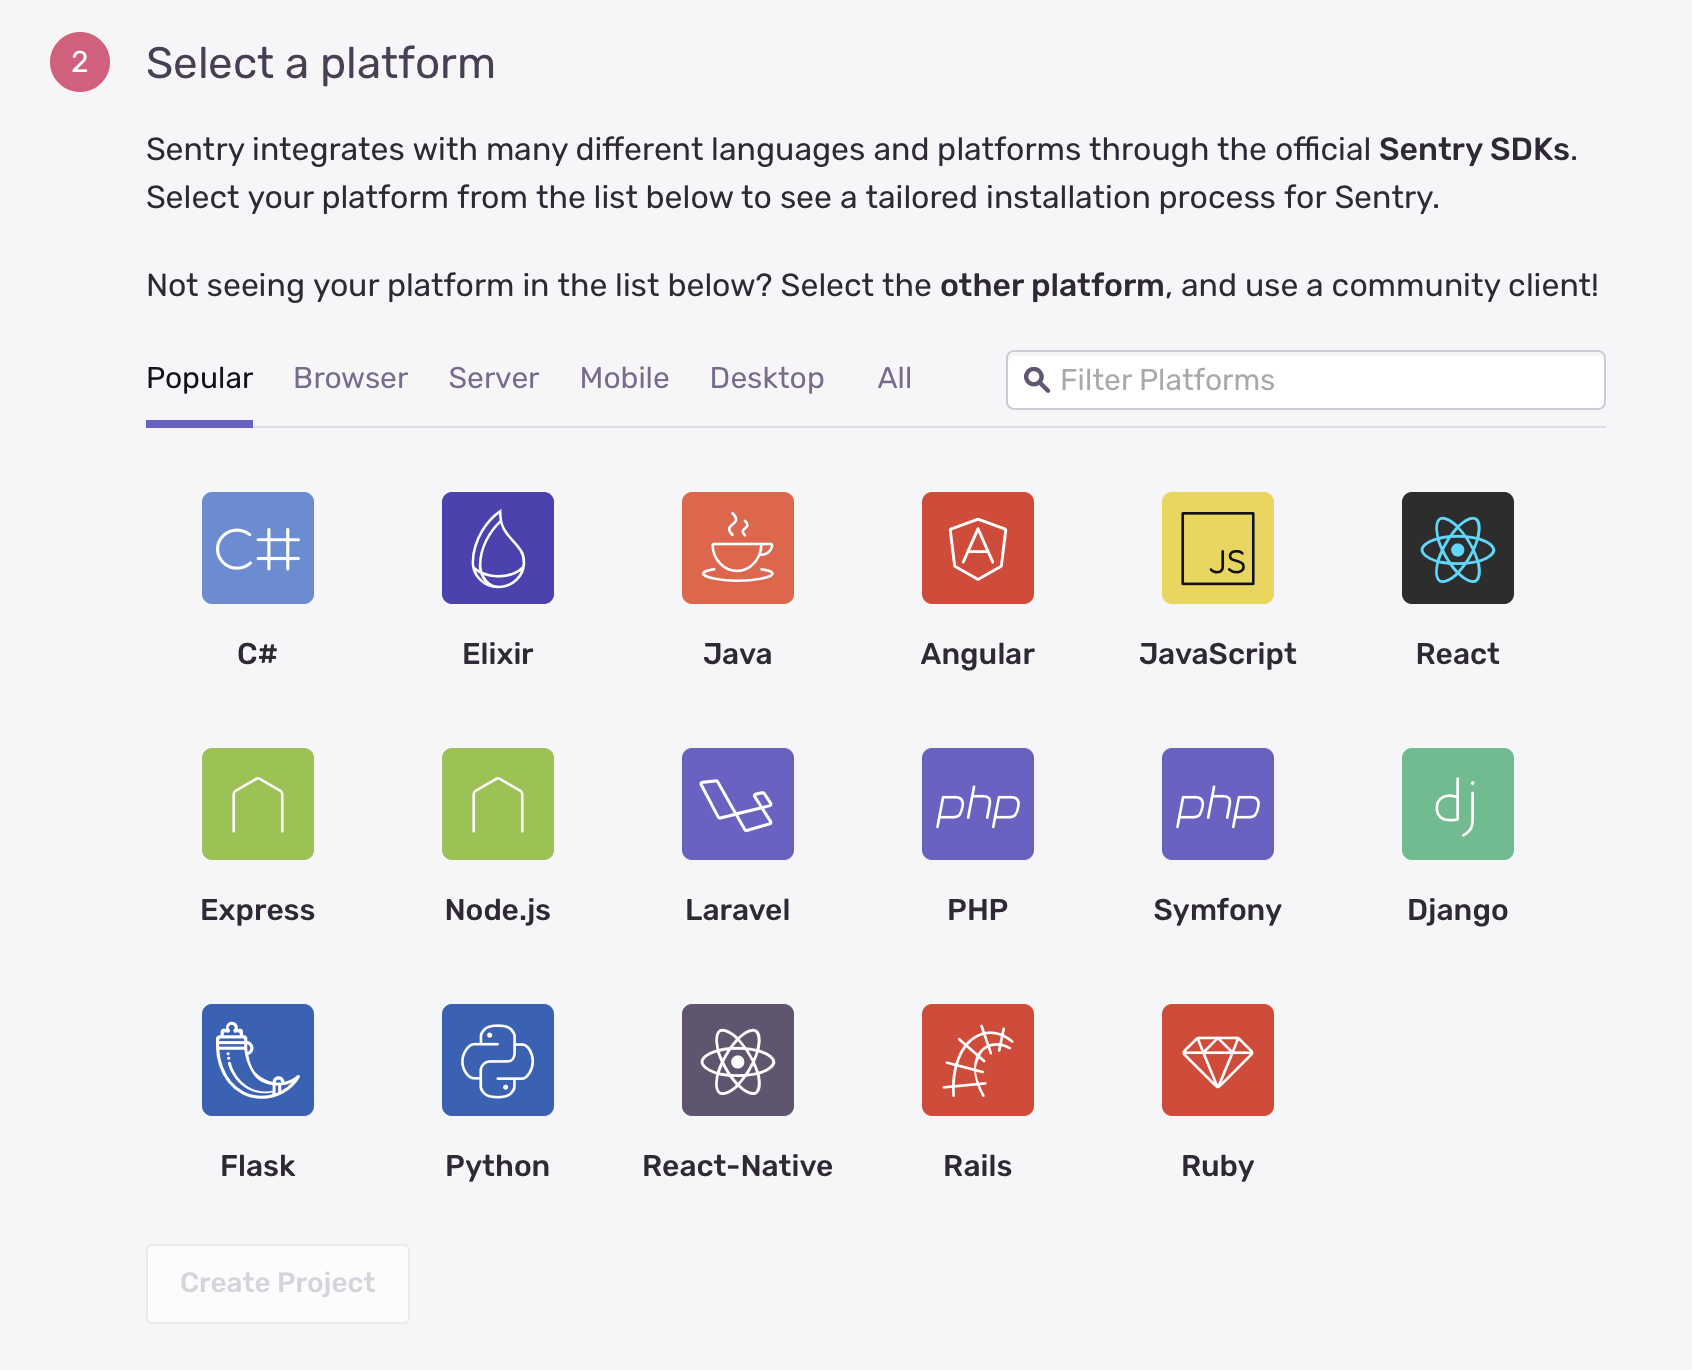 2
Select a platform
Sentry integrates with many different languages and platforms through the official Sentry SDKs.
Select your platform from the list below to see a tailored installation process for Sentry.
Not seeing your platform in the list below? Select the other platform, and use a community client!
Popular Browser Server Mobile Desktop All Filter Platforms
C# JS
C# Elixir Java Angular JavaScript React
php php dj
Express Node.js Laravel PHP Symfony Django
Flask Python React-Native Rails Ruby
Create Project